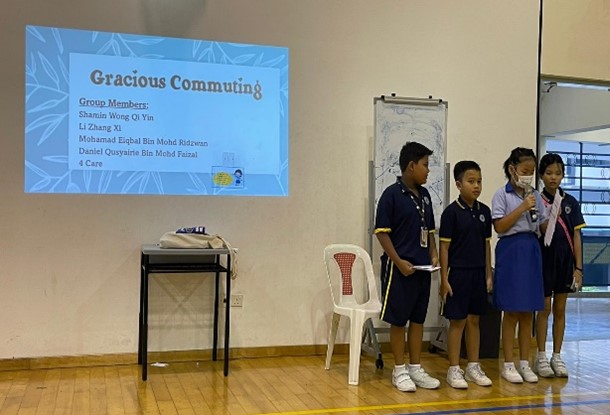 Gracious Commuting
Group Members:
Shamin Wong Qi Yin
Li Zhang Xi
Mohamad Eiqbal Bin Mohd Ridzwan
Daniel Quayairie Bin Mohd Faizal
4 Care